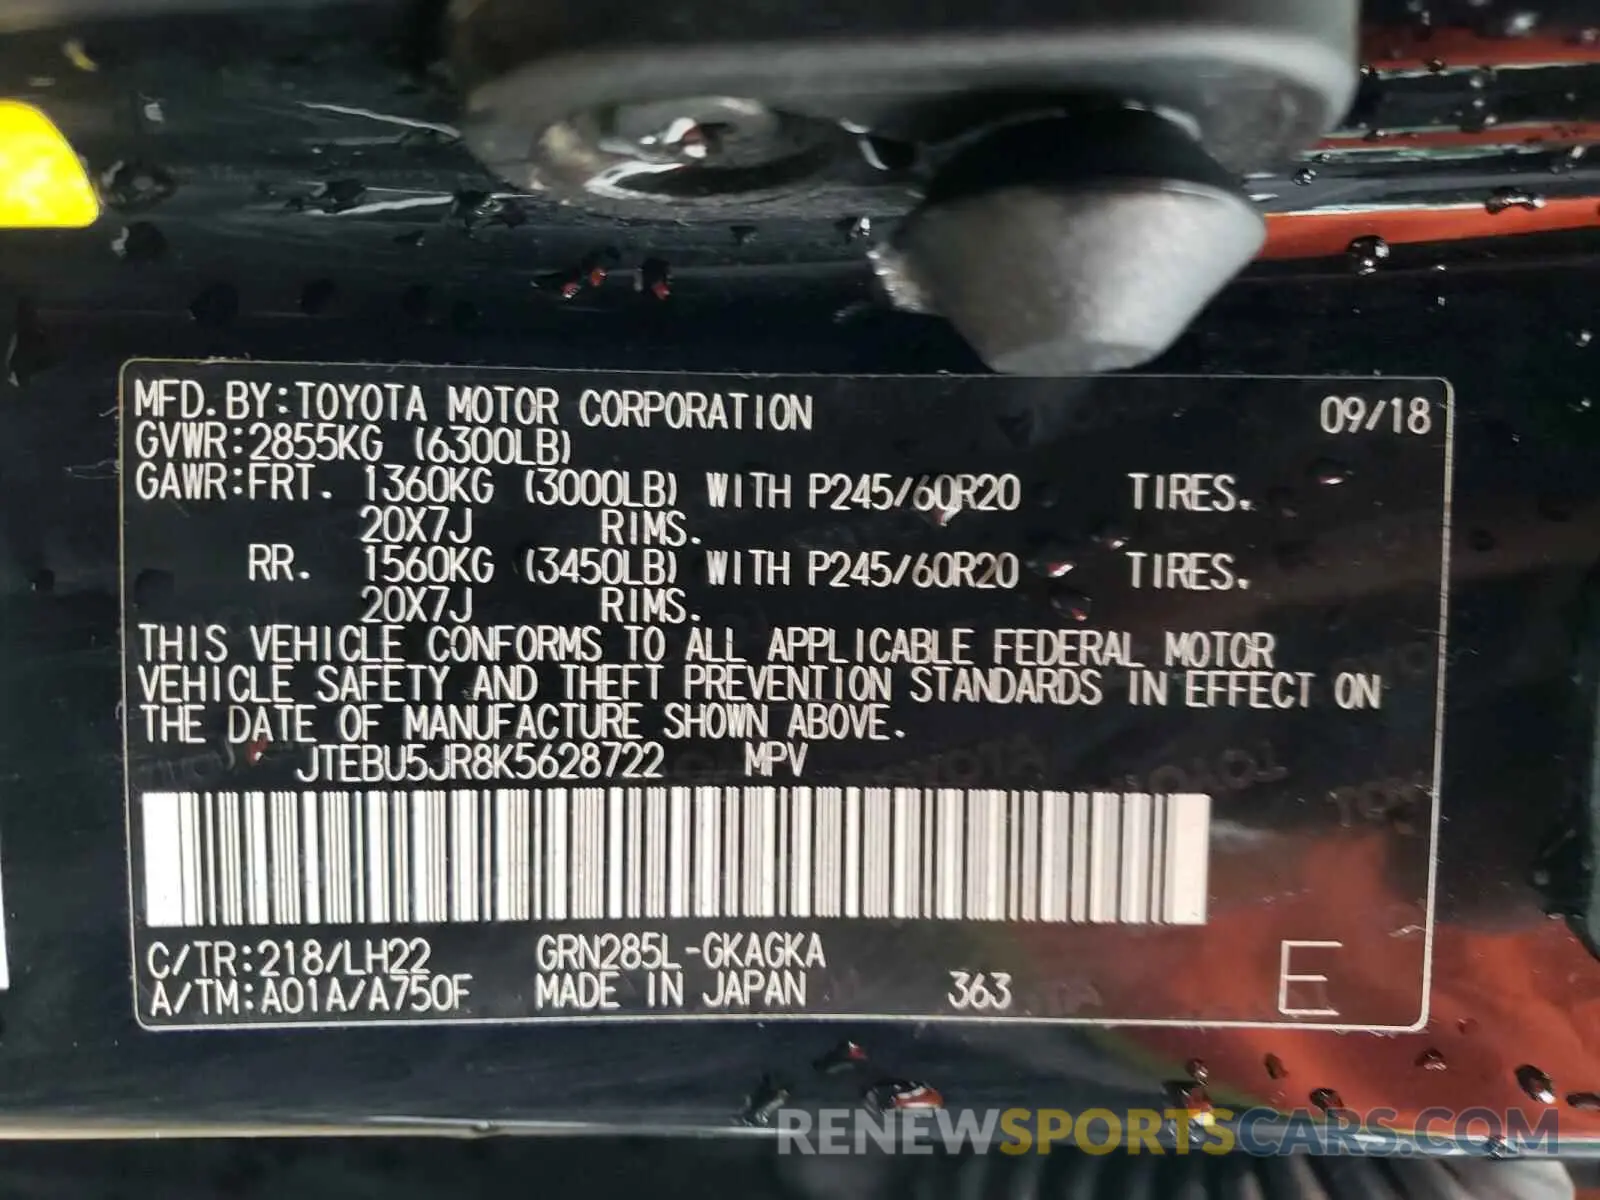 MFD.BY:TOYOTA MOTOR CORPORATION 09/18
GVWR:2855KG (6300LB)
GAWR:FRT. 1360KG (3000LB) WITH P245/60R20 TIRES.
20X7J RIMS.
RR. 1560KG (3450LB) WITH P245/60R20 TIRES.
20X7J RIMS.
THIS VEHICLE CONFORMS TO ALL APPLICABLE FEDERAL MOTOR
VEHICLE SAFETY AND THEFT PREVENTION STANDARDS IN EFFECT ON
THE DATE OF MANUFACTURE SHOWN ABOVE.
JTEBU5JR8K5628722 MPV
C/TR:218/LH22 GRN285L-GKAGKA
A/TM:A01A/A750F MADE IN JAPAN 363 E
RENEWSPORTSCARS.COM